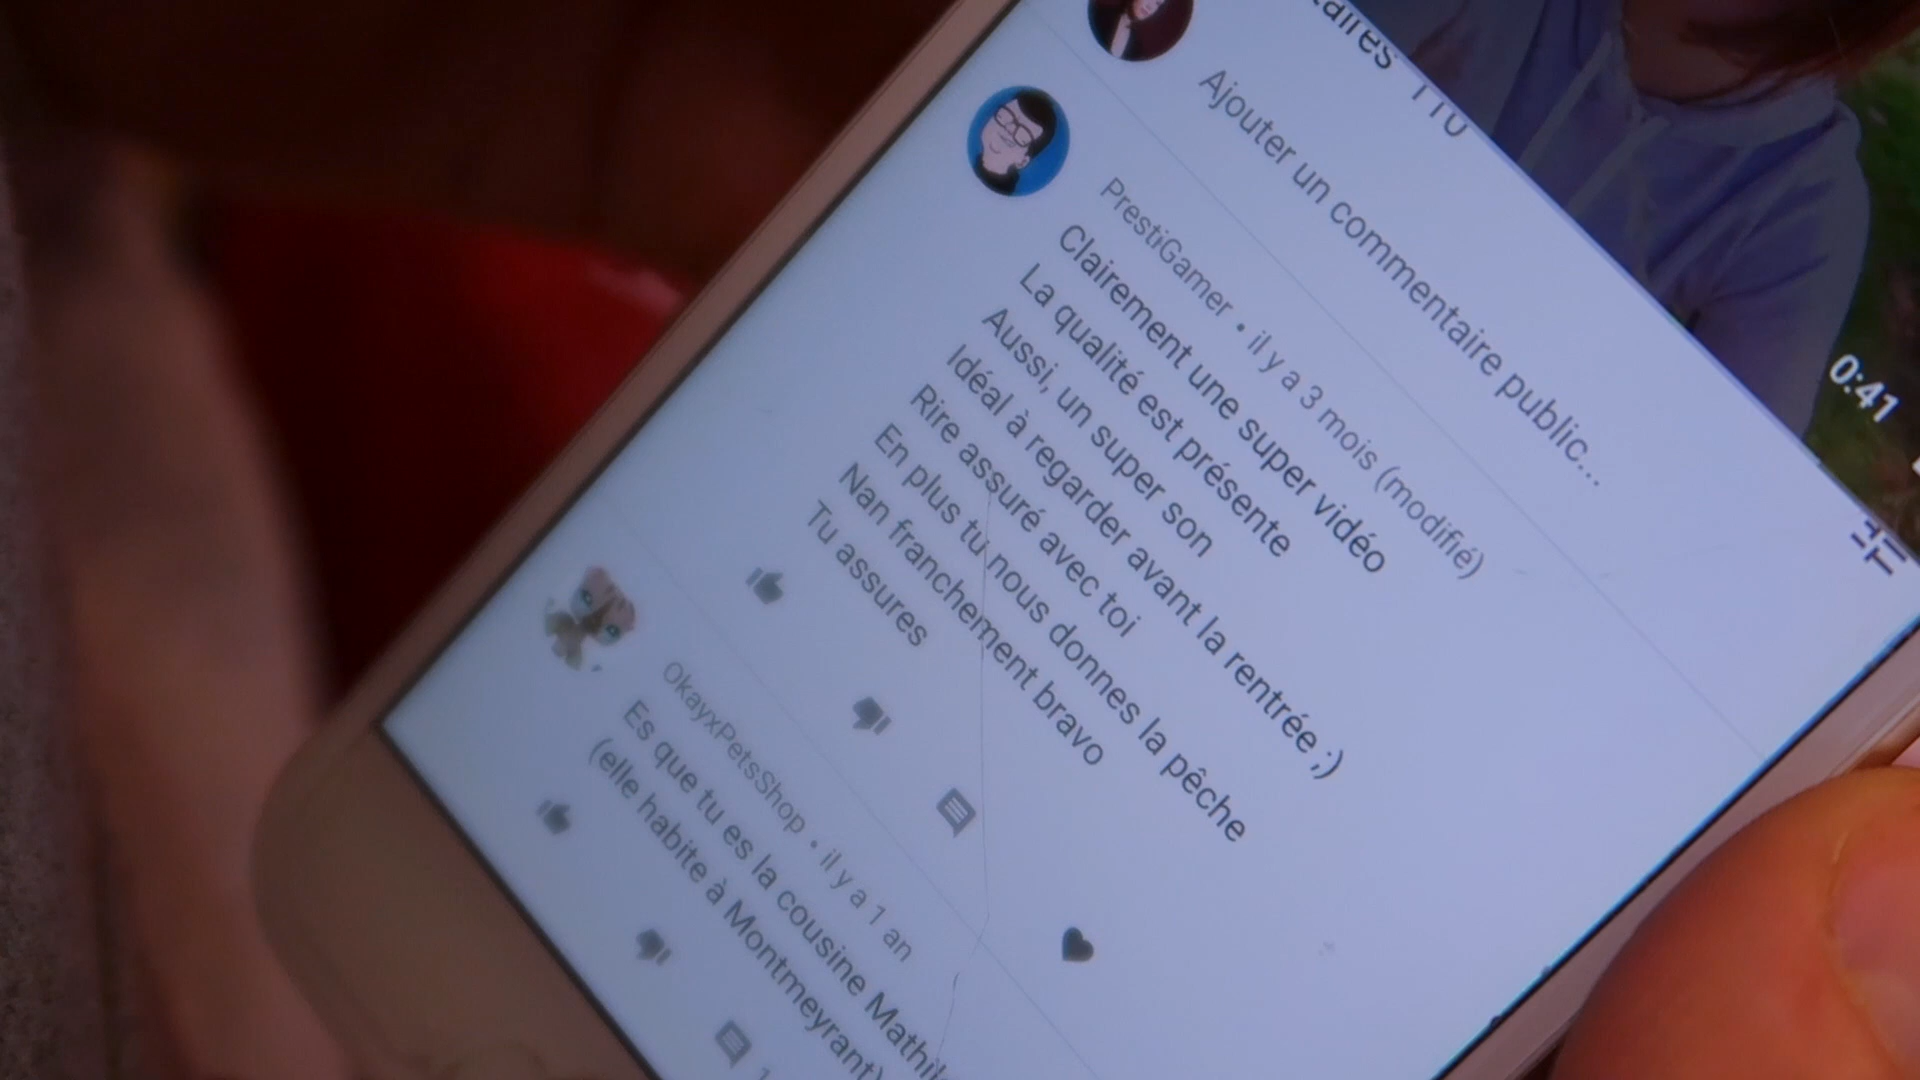 0:41
110
Ajouter un commentaire public...
PrestiGamer • il y a 3 mois (modifié)
Clairement une super vidéo
La qualité est présente
Aussi, un super son
Idéal à regarder avant la rentrée ;)
Rire assuré avec toi
En plus tu nous donnes la pêche
Nan franchement bravo
Tu assures
OkayxPetsShop • il y a 1 an
Es que tu es la cousine
(elle habite à Montmeyrant)